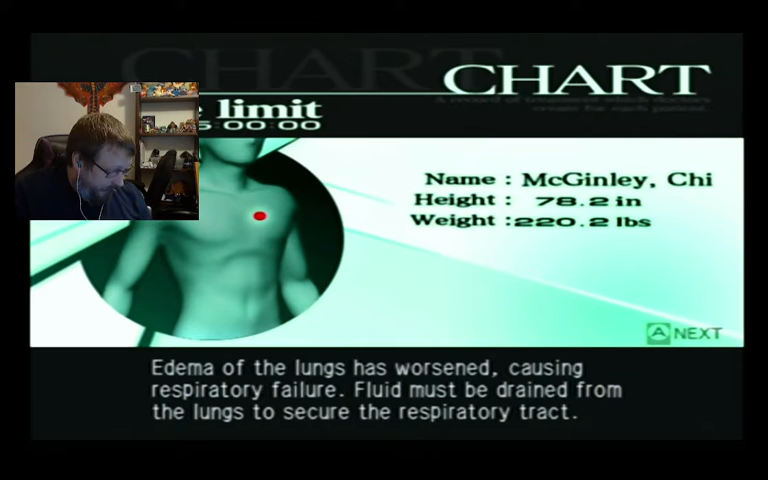 CHART
CHART
limit
5:00:00
Name : McGinley, Chi
Height : 78.2 in
Weight :220.2 lbs
A NEXT
Edema of the lungs has worsened, causing
respiratory failure. Fluid must be drained from
the lungs to secure the respiratory tract.